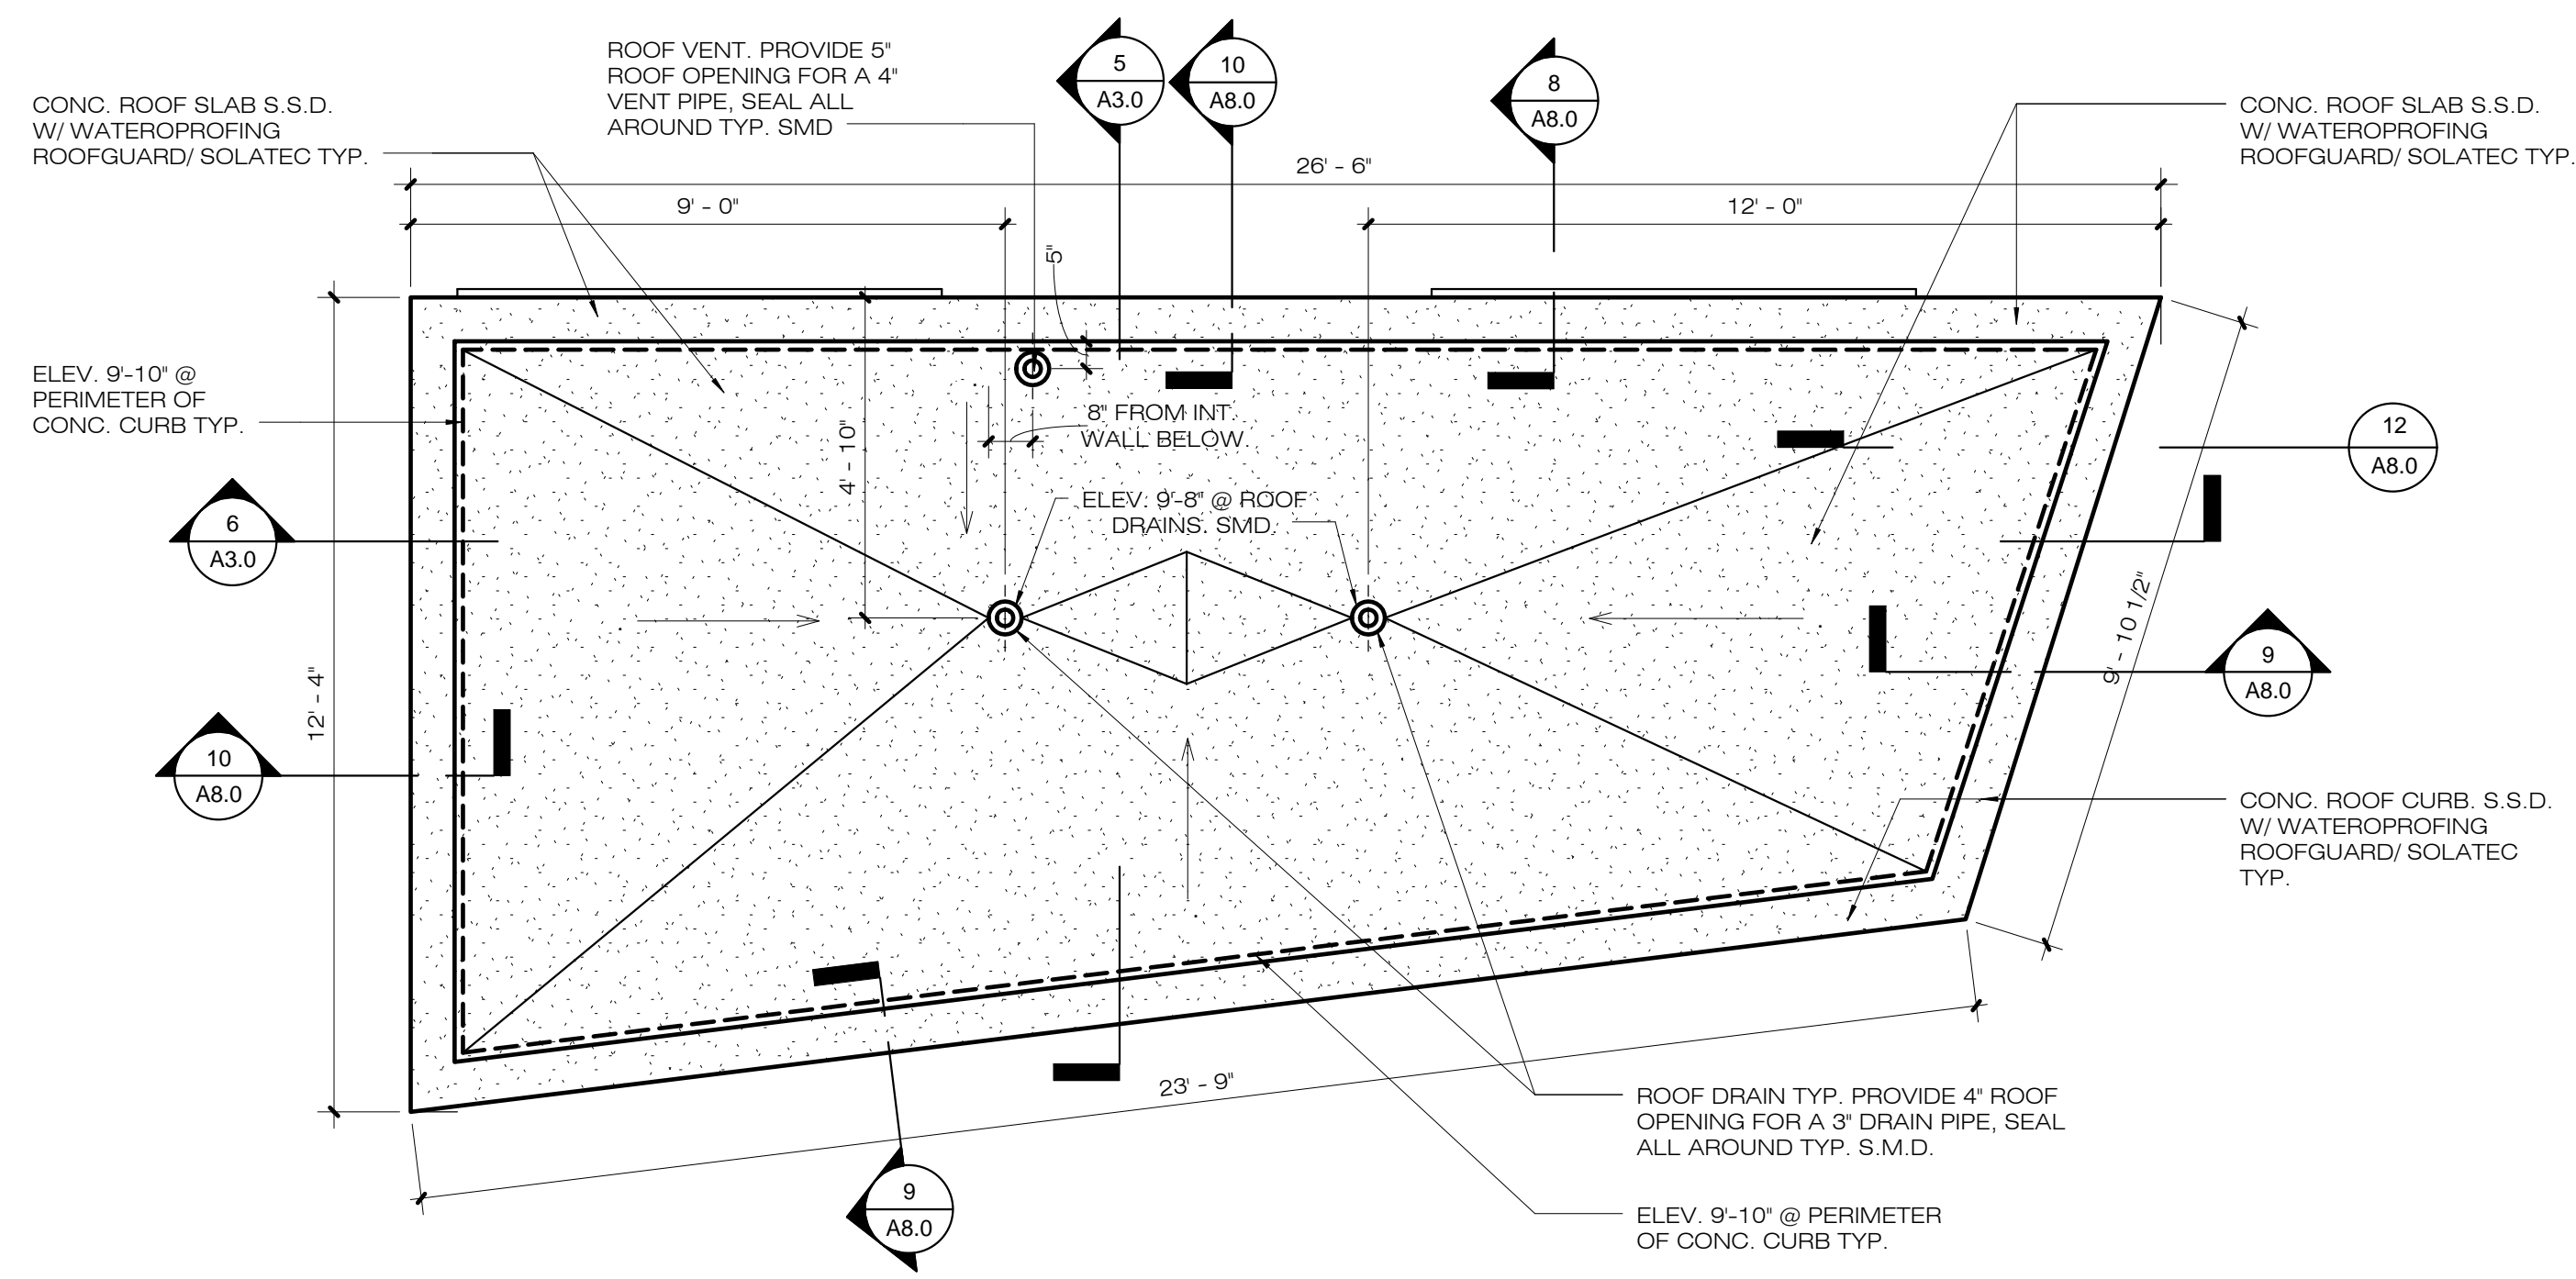 ROOF VENT. PROVIDE 5"
ROOF OPENING FOR A 4"
VENT PIPE, SEAL ALL
AROUND TYP. SMD
5
A3.0
10
A8.0
8
A8.0
CONC. ROOF SLAB S.S.D.
W/ WATEROPROFING
ROOFGUARD/ SOLATEC TYP.
CONC. ROOF SLAB S.S.D.
W/ WATEROPROFING
ROOFGUARD/ SOLATEC TYP.
26' - 6"
9' - 0"
12' - 0"
5"
ELEV. 9'-10" @
PERIMETER OF
CONC. CURB TYP.
8" FROM INT.
WALL BELOW.
12
A8.0
4' - 10"
ELEV. 9'-8" @ ROOF
DRAINS. SMD.
6
A3.0
9' - 10 1/2"
9
A8.0
12' - 4"
10
A8.0
CONC. ROOF CURB. S.S.D.
W/ WATEROPROFING
ROOFGUARD/ SOLATEC
TYP.
23' - 9"
ROOF DRAIN TYP. PROVIDE 4" ROOF
OPENING FOR A 3" DRAIN PIPE, SEAL
ALL AROUND TYP. S.M.D.
9
A8.0
ELEV. 9'-10" @ PERIMETER
OF CONC. CURB TYP.